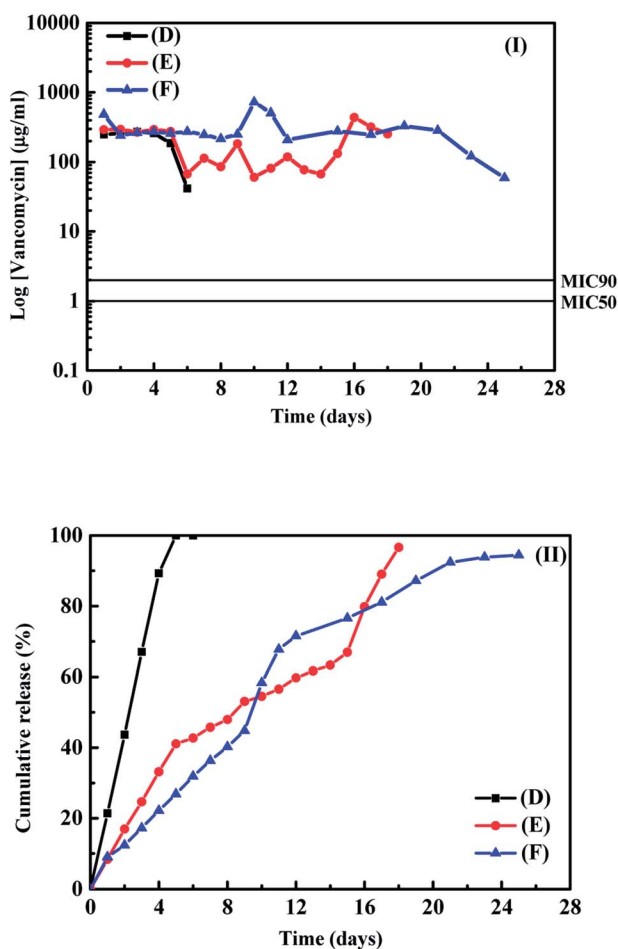 10000
1000
100
10
1
0.1
Log [Vancomycin] (µg/ml)
(D)
(E)
(F)
(I)
MIC90
MIC50
0 4 8 12 16 20 24 28
Time (days)
100
80
60
40
20
0
Cumulative release (%)
(II)
(D)
(E)
(F)
0 4 8 12 16 20 24 28
Time (days)